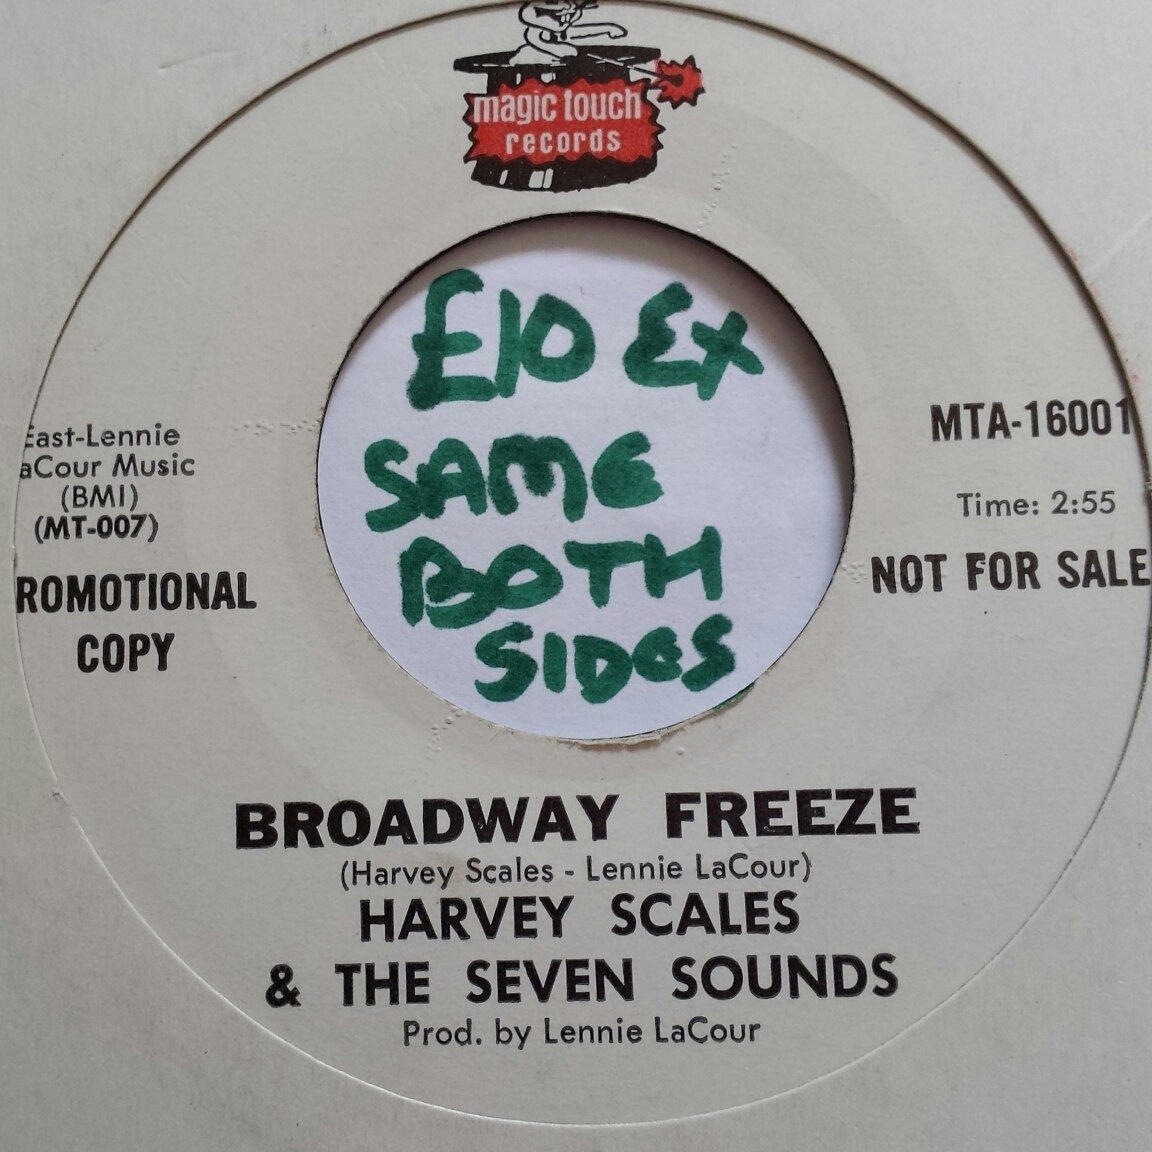 magic touch
records
E10 EX
SAME
BOTH
SIDES
East-Lennie
aCour Music
(BMI)
(MT-007)
ROMOTIONAL
COPY
MTA-16001
Time: 2:55
NOT FOR SALE
BROADWAY FREEZE
(Harvey Scales - Lennie LaCour)
HARVEY SCALES
& THE SEVEN SOUNDS
Prod. by Lennie LaCour